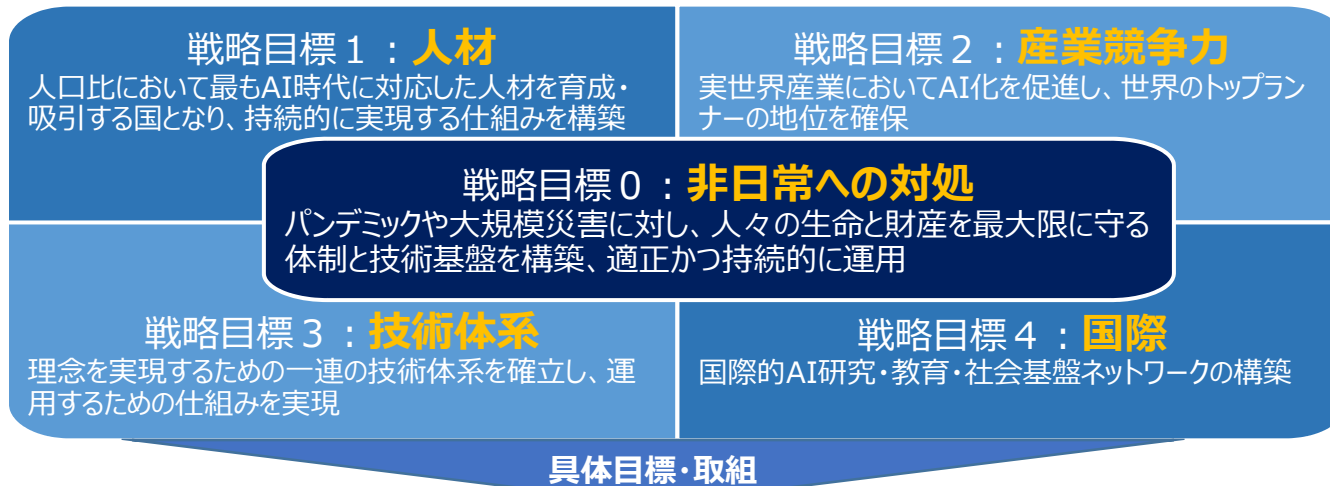 戦略目標１：人材
人口比において最もAI時代に対応した人材を育成・
吸引する国となり、持続的に実現する仕組みを構築
戦略目標２：産業競争力
実世界産業においてAI化を促進し、世界のトップラン
ナーの地位を確保
戦略目標０：非日常への対処
パンデミックや大規模災害に対し、人々の生命と財産を最大限に守る
体制と技術基盤を構築、適正かつ持続的に運用
戦略目標３：技術体系
理念を実現するための一連の技術体系を確立し、運
用するための仕組みを実現
戦略目標４：国際
国際的AI研究・教育・社会基盤ネットワークの構築
具体目標・取組